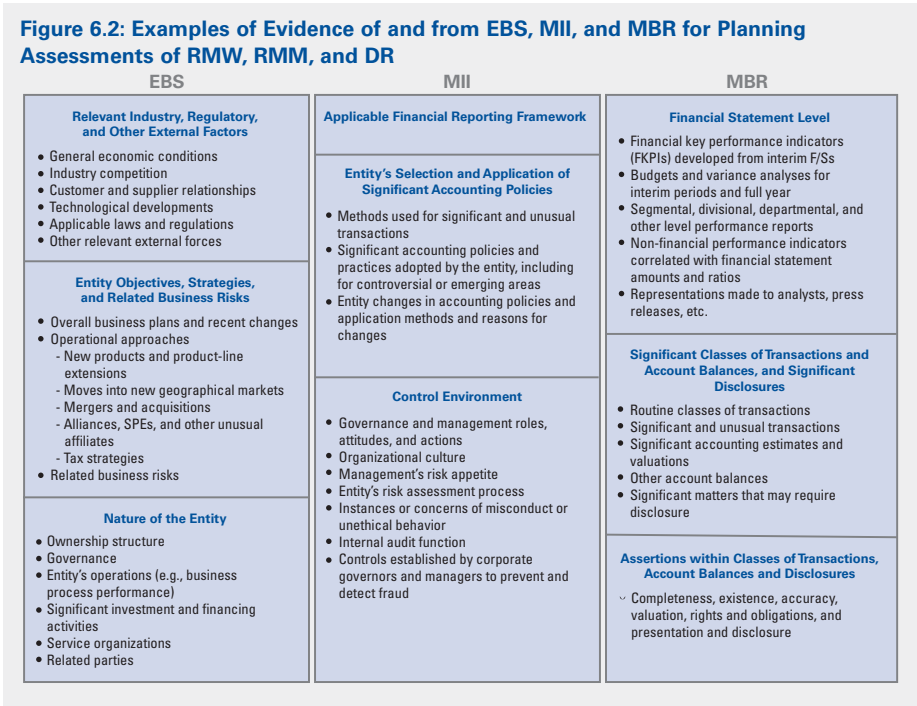 Figure 6.2: Examples of Evidence of and from EBS, MII, and MBR for Planning
Assessments of RMW, RMM, and DR
EBS
Relevant Industry, Regulatory,
and Other External Factors
• General economic conditions
• Industry competition
• Customer and supplier relationships
• Technological developments
• Applicable laws and regulations
• Other relevant external forces
Entity Objectives, Strategies,
and Related Business Risks
• Overall business plans and recent changes
• Operational approaches
- New products and product-line
extensions
- Moves into new geographical markets
- Mergers and acquisitions
- Alliances, SPEs, and other unusual
affiliates
- Tax strategies
• Related business risks
Nature of the Entity
• Ownership structure
• Governance
• Entity's operations (e.g., business
process performance)
• Significant investment and financing
activities
• Service organizations
• Related parties
MII
Applicable Financial Reporting Framework
Entity's Selection and Application of
Significant Accounting Policies
• Methods used for significant and unusual
transactions
• Significant accounting policies and
practices adopted by the entity, including
for controversial or emerging areas
• Entity changes in accounting policies and
application methods and reasons for
changes
Control Environment
• Governance and management roles,
attitudes, and actions
• Organizational culture
• Management's risk appetite
• Entity's risk assessment process
• Instances or concerns of misconduct or
unethical behavior
• Internal audit function
• Controls established by corporate
governors and managers to prevent and
detect fraud
MBR
Financial Statement Level
• Financial key performance indicators
(FKPIs) developed from interim F/Ss
• Budgets and variance analyses for
interim periods and full year
• Segmental, divisional, departmental, and
other level performance reports
• Non-financial performance indicators
correlated with financial statement
amounts and ratios
• Representations made to analysts, press
releases, etc.
Significant Classes of Transactions and
Account Balances, and Significant
Disclosures
• Routine classes of transactions
• Significant and unusual transactions
• Significant accounting estimates and
valuations
• Other account balances
• Significant matters that may require
disclosure
Assertions within Classes of Transactions,
Account Balances and Disclosures
˘ Completeness, existence, accuracy,
valuation, rights and obligations, and
presentation and disclosure